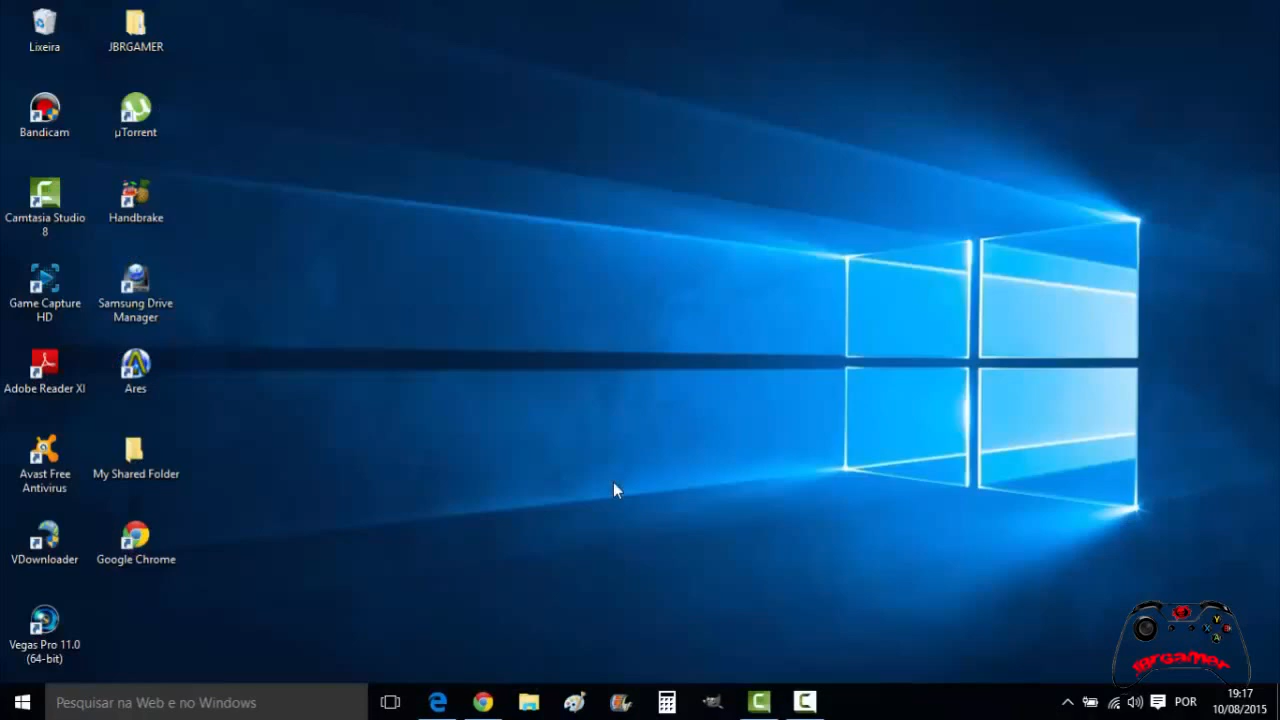 Lixeira
JBRGAMER
Bandicam
µTorrent
Camtasia Studio
8
Handbrake
Game Capture
HD
Samsung Drive
Manager
Adobe Reader XI
Ares
Avast Free
Antivirus
My Shared Folder
VDownloader
Google Chrome
Vegas Pro 11.0
(64-bit)
JBrGamer
Pesquisar na Web e no Windows
POR
19:17
10/08/2015